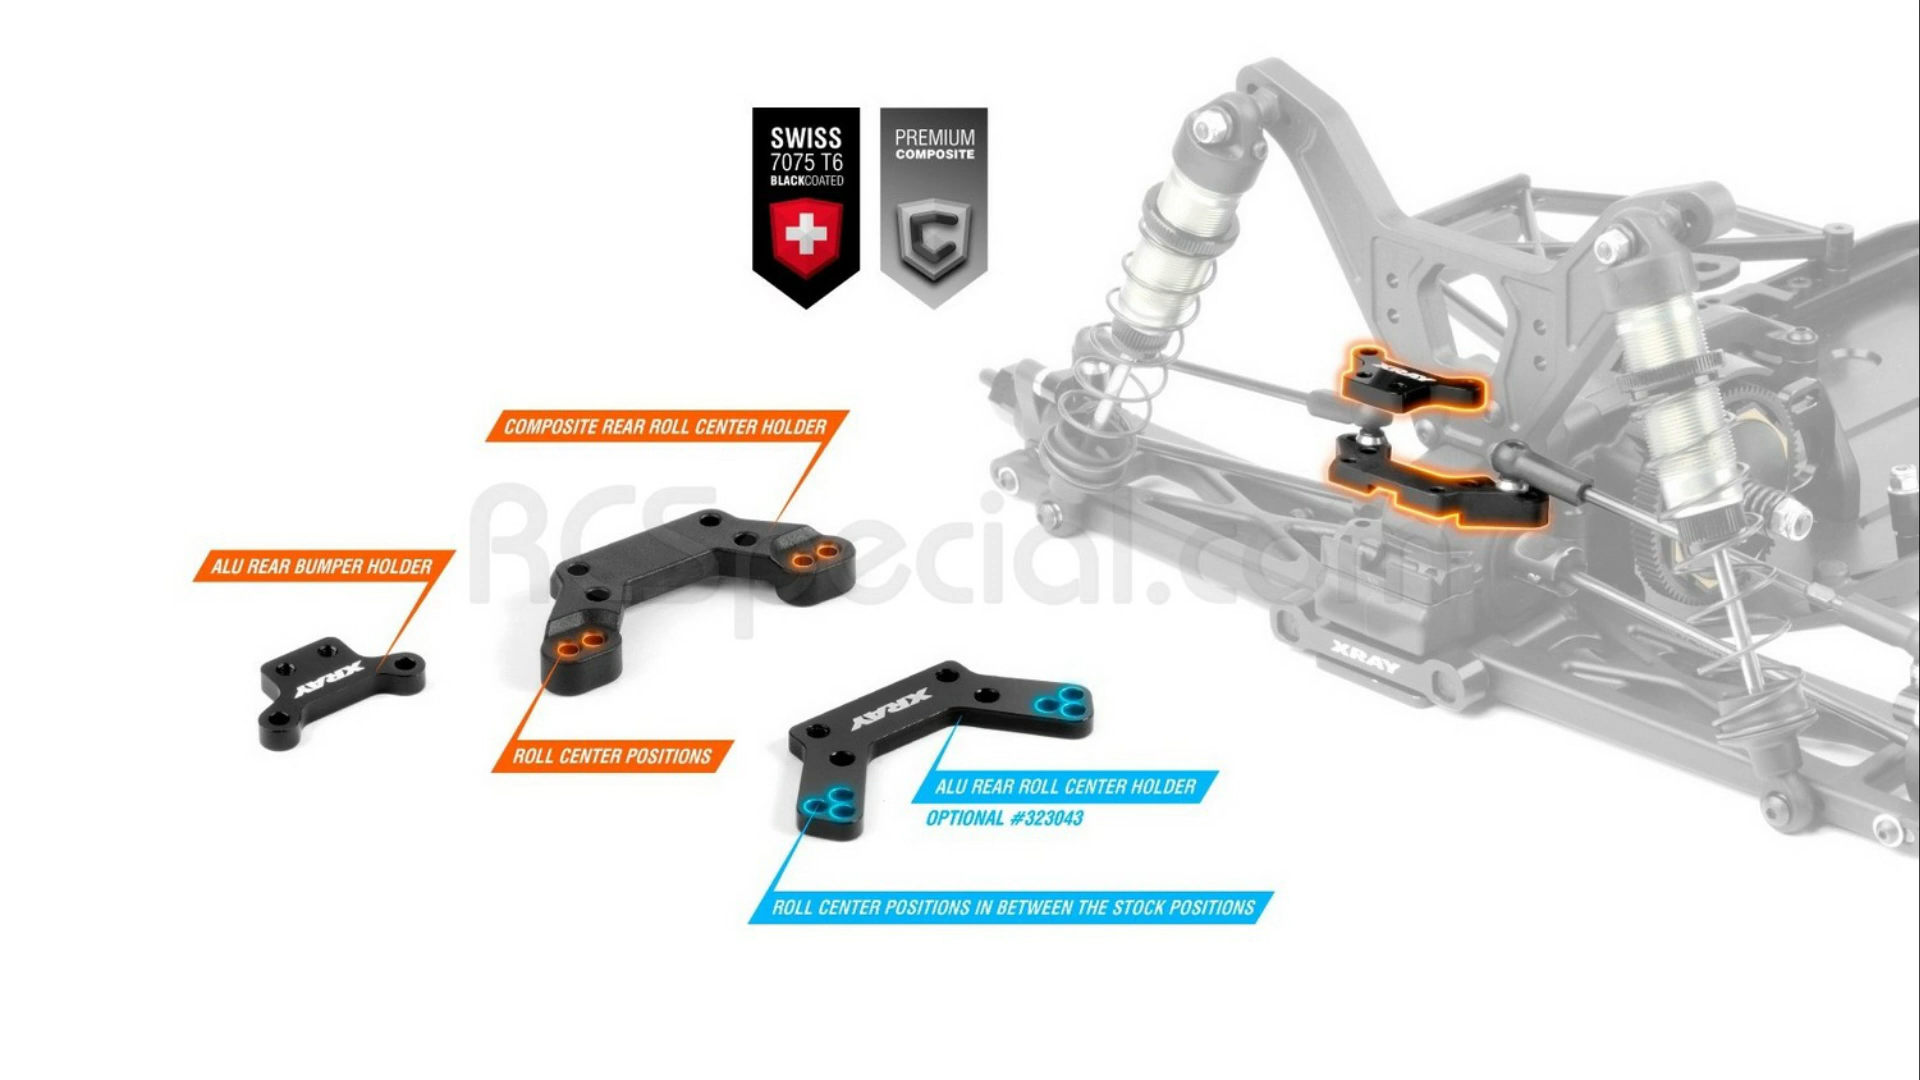 SWISS
7075 T6
BLACKCOATED
PREMIUM
COMPOSITE
XRAY
COMPOSITE REAR ROLL CENTER HOLDER
ALU REAR BUMPER HOLDER
RCSpecial.com
XRAY
XRAY
XRAY
ROLL CENTER POSITIONS
ALU REAR ROLL CENTER HOLDER
OPTIONAL #323043
ROLL CENTER POSITIONS IN BETWEEN THE STOCK POSITIONS